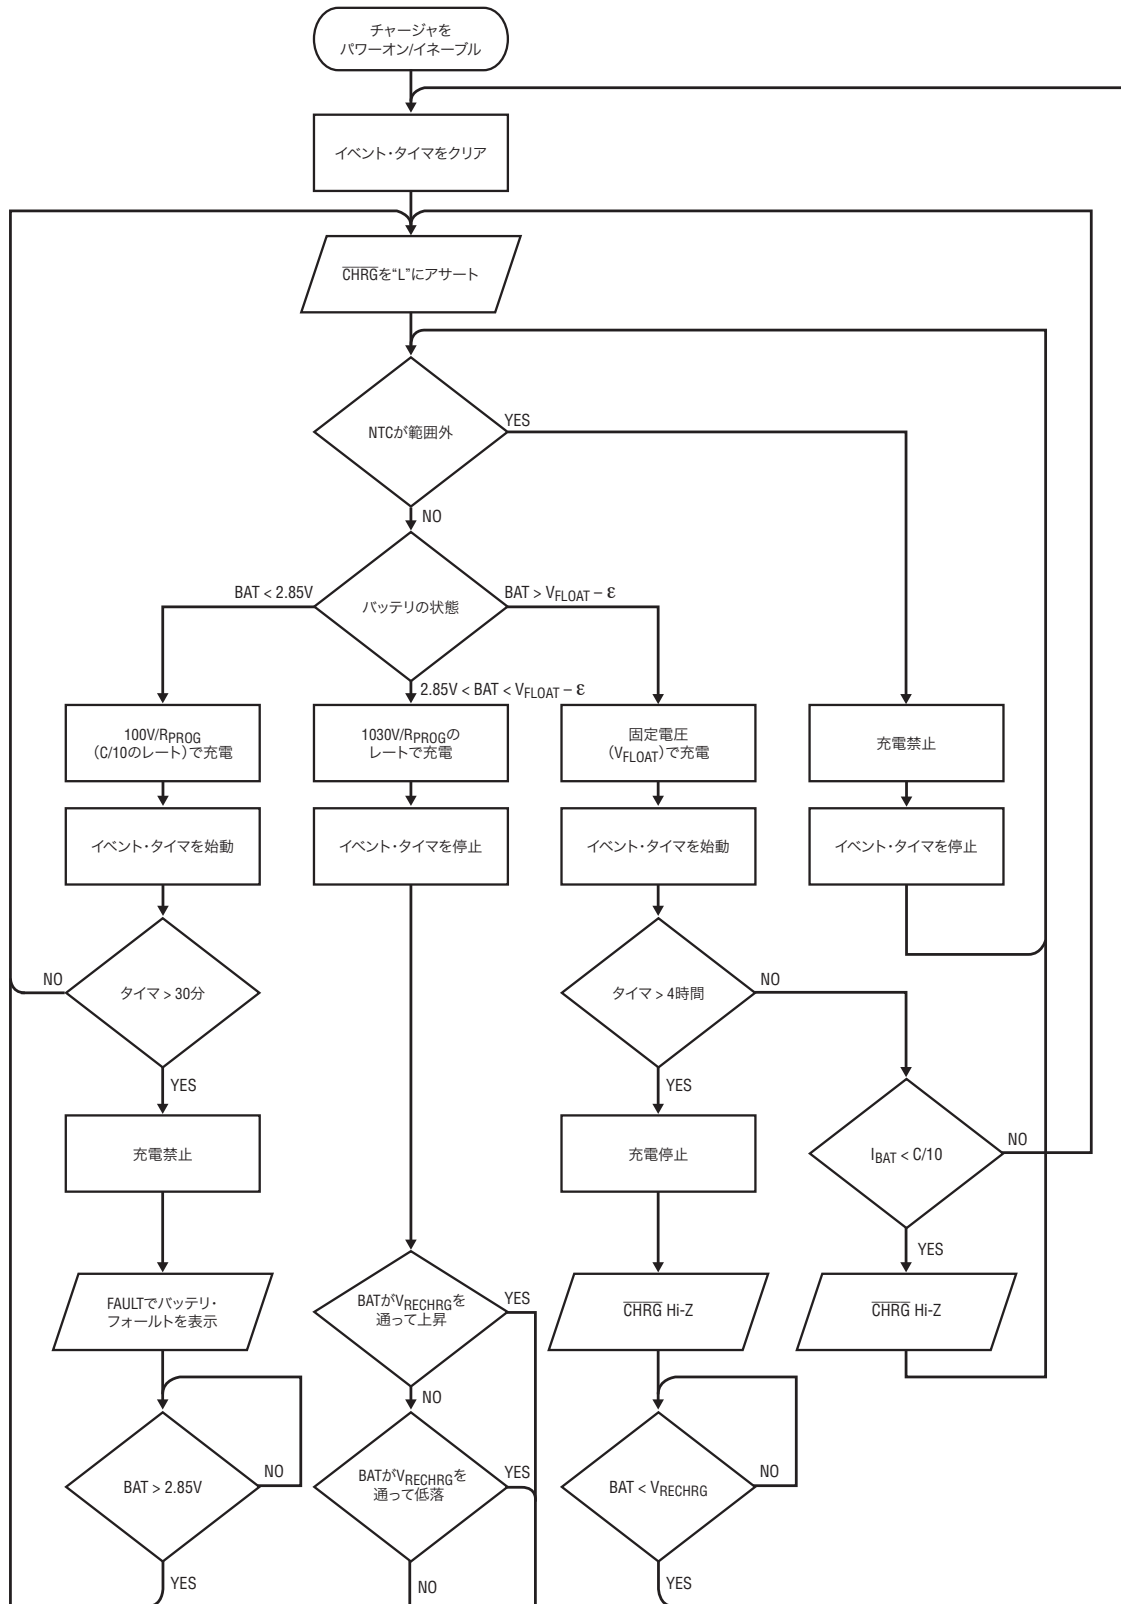 チャージャを
パワーオン/イネーブル
イベント・タイマをクリア
CHRGを“L”にアサート
NTCが範囲外
YES
NO
バッテリの状態
BAT < 2.85V
BAT > VFLOAT – ε
2.85V < BAT < VFLOAT – ε
100V/RPROG
(C/10のレート)で充電
1030V/RPROGの
レートで充電
固定電圧
(VFLOAT)で充電
充電禁止
イベント・タイマを始動
イベント・タイマを停止
イベント・タイマを始動
イベント・タイマを停止
タイマ > 30分
NO
YES
タイマ > 4時間
NO
YES
充電禁止
充電停止
IBAT < C/10
NO
YES
FAULTでバッテリ・
フォールトを表示
BATがVRECHRGを
通って上昇
YES
NO
CHRG Hi-Z
CHRG Hi-Z
BAT > 2.85V
NO
YES
BATがVRECHRGを
通って低落
YES
NO
BAT < VRECHRG
NO
YES